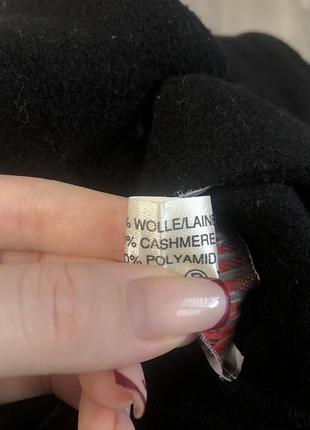 % WOLLE/LAINE
% CASHMERE
0% POLYAMID
Ⓟ